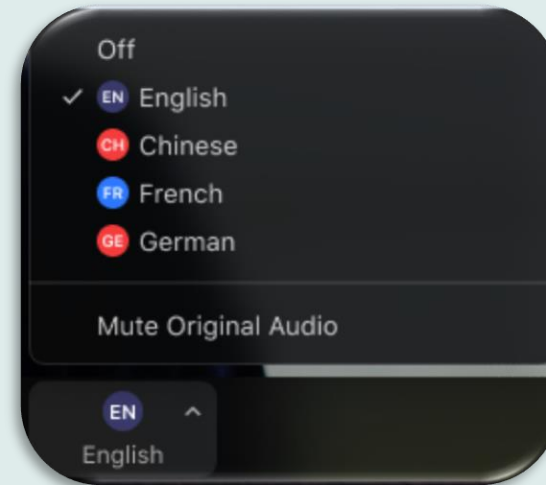 Off
EN English
CH Chinese
FR French
GE German
Mute Original Audio
EN
English